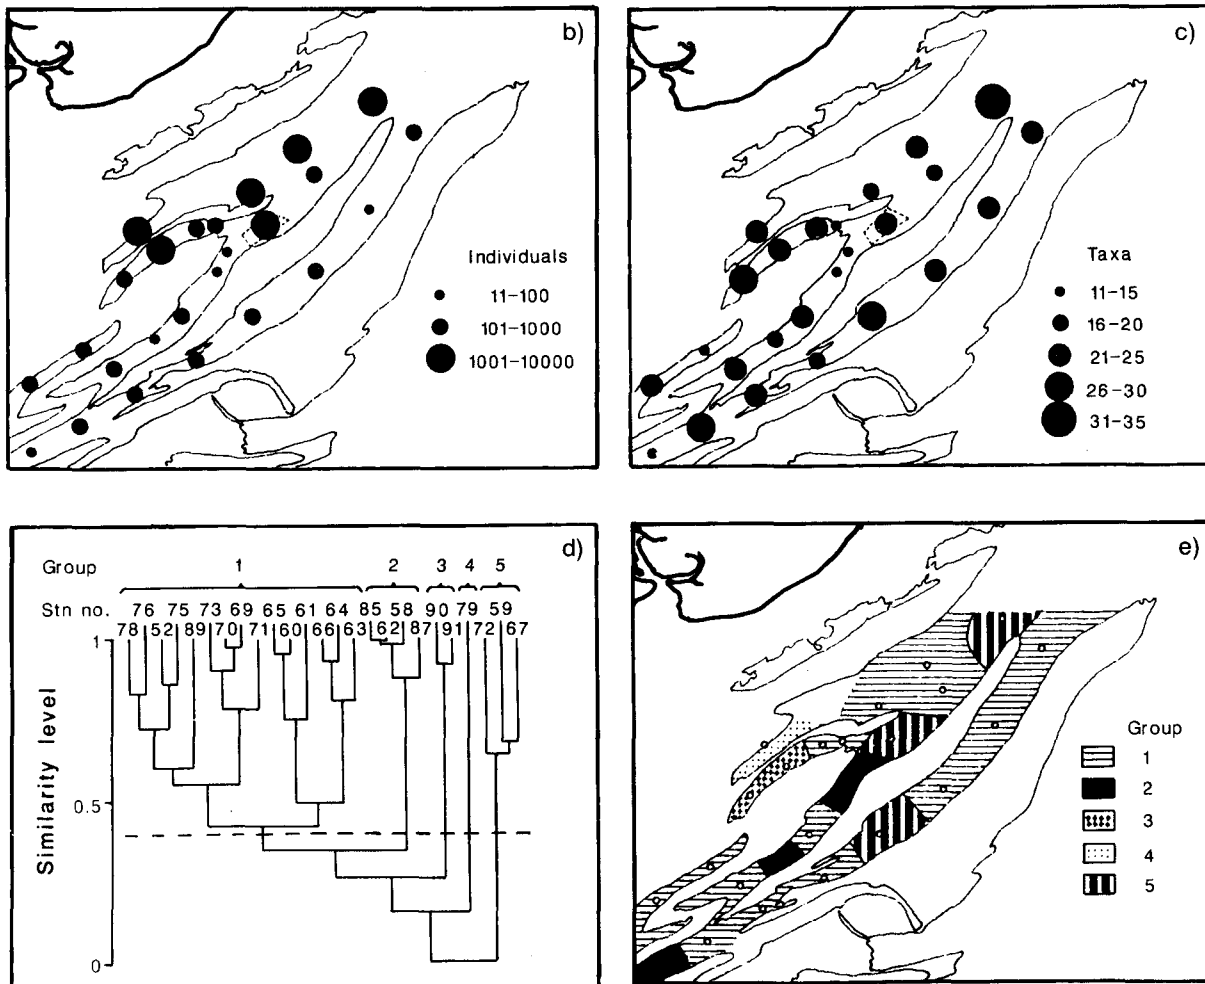 b)
Individuals
11–100
101–1000
1001–10000
c)
Taxa
11–15
16–20
21–25
26–30
31–35
d)
Group 1 2 3 4 5
Stn no. 76 75 73 69 65 61 64 85 58 90 79 59
78 52 89 70 71 60 66 63 62 87 91 72 67
1
0.5
0
Similarity level
e)
Group
1
2
3
4
5